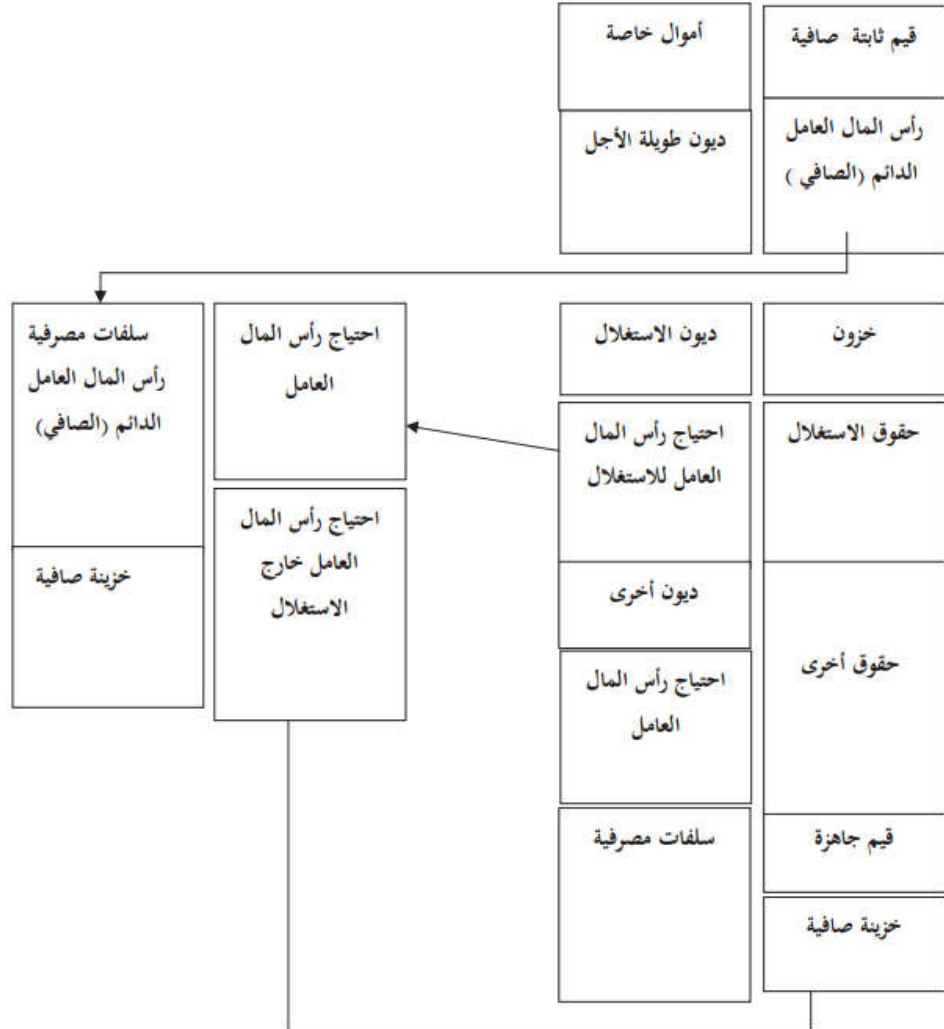 قيم ثابتة صافية
أموال خاصة
رأس المال العامل
الدائم (الصافي )
ديون طويلة الأجل
خزون
ديون الاستغلال
احتياج رأس المال
العامل
سلفات مصرفية
رأس المال العامل
الدائم (الصافي)
حقوق الاستغلال
احتياج رأس المال
العامل للاستغلال
احتياج رأس المال
العامل خارج
الاستغلال
خزينة صافية
ديون أخرى
حقوق أخرى
احتياج رأس المال
العامل
قيم جاهزة
سلفات مصرفية
خزينة صافية